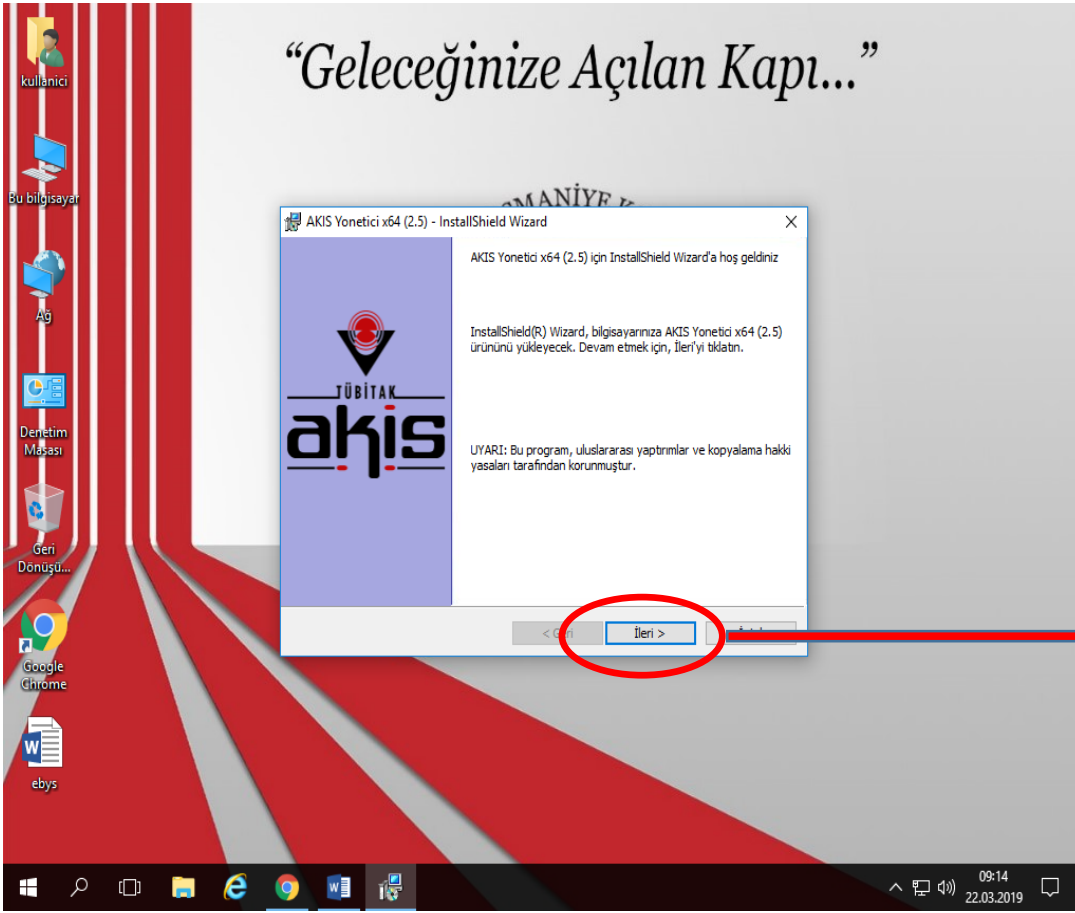 “Geleceğinize Açılan Kapı...”
kullanici
Bu bilgisayar
Ağ
Denetim
Masası
Geri
Dönüşü...
Google
Chrome
ebys
AKIS Yonetici x64 (2.5) - InstallShield Wizard
TÜBİTAK
akis
AKIS Yonetici x64 (2.5) için InstallShield Wizard'a hoş geldiniz
InstallShield(R) Wizard, bilgisayarınıza AKIS Yonetici x64 (2.5)
ürününü yükleyecek. Devam etmek için, İleri'yi tıklatın.
UYARI: Bu program, uluslararası yaptırımlar ve kopyalama hakki
yasaları tarafından korunmuştur.
İleri >
09:14
22.03.2019